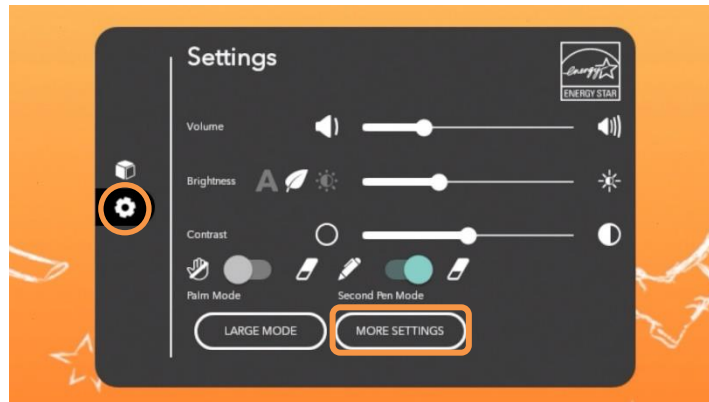 Settings
energy
ENERGY STAR
Volume
Brightness A
Contrast
Palm Mode
Second Pen Mode
LARGE MODE
MORE SETTINGS